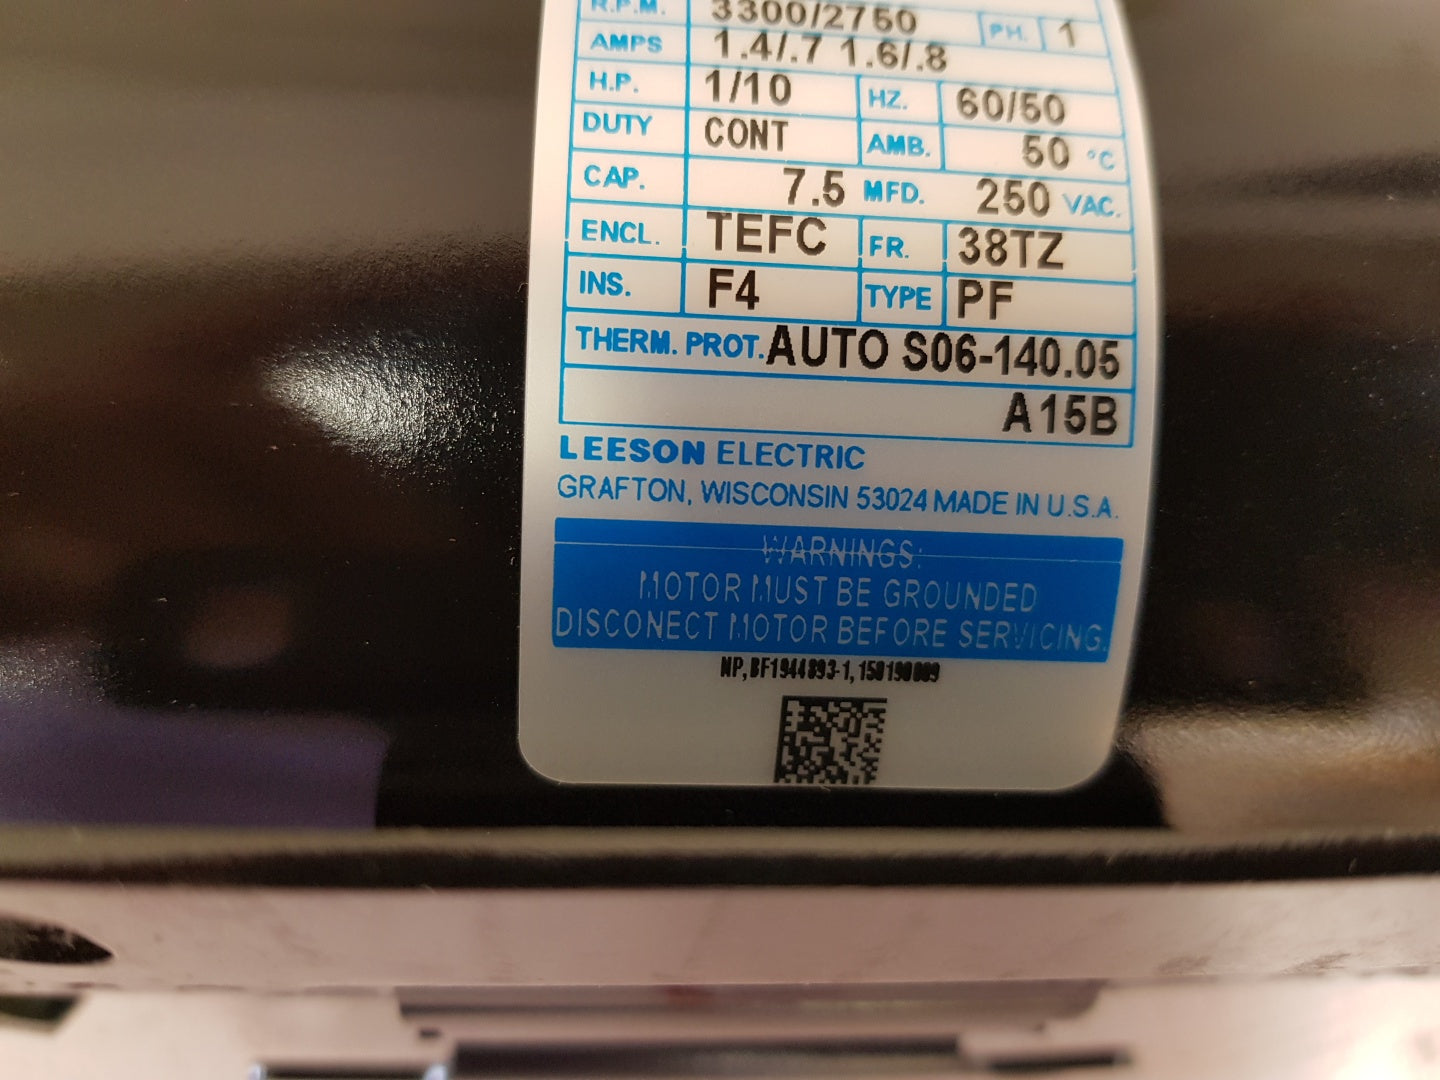 R.P.M. 3300/2750 PH. 1
AMPS 1.4/.7 1.6/.8
H.P. 1/10 HZ. 60/50
DUTY CONT AMB. 50 °C
CAP. 7.5 MFD. 250 VAC.
ENCL. TEFC FR. 38TZ
INS. F4 TYPE PF
THERM. PROT. AUTO S06-140.05
A15B
LEESON ELECTRIC
GRAFTON, WISCONSIN 53024 MADE IN U.S.A.
WARNINGS:
MOTOR MUST BE GROUNDED
DISCONECT MOTOR BEFORE SERVICING.